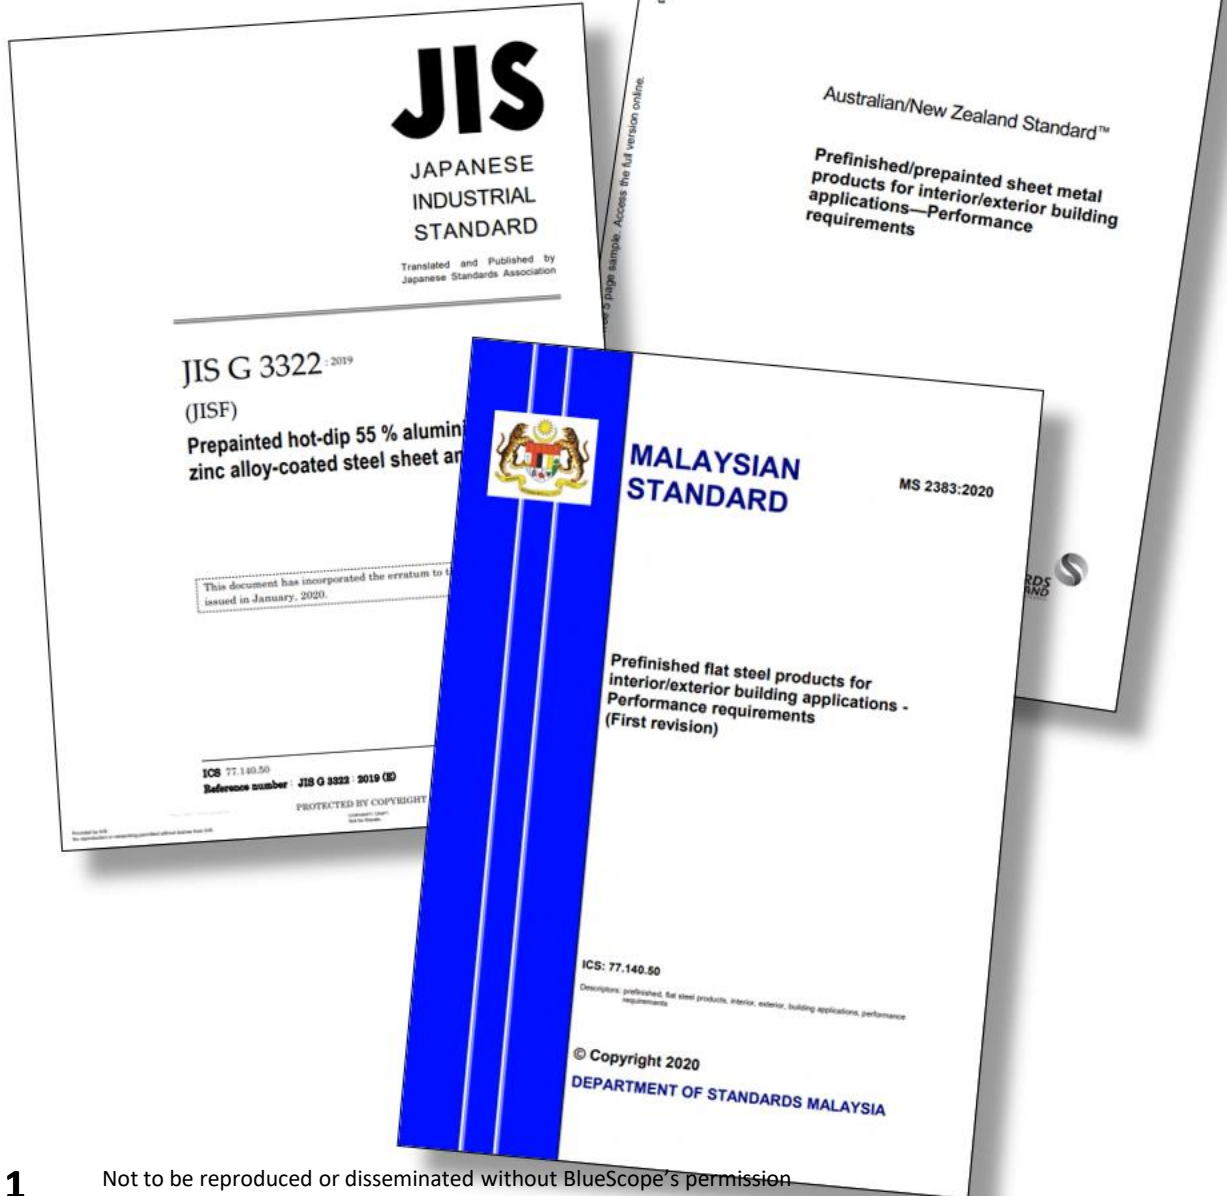 JIS
JAPANESE
INDUSTRIAL
STANDARD
Translated and Published by
Japanese Standards Association
JIS G 3322 : 2019
(JISF)
Prepainted hot-dip 55 % alumini
zinc alloy-coated steel sheet an
This document has incorporated the erratum to t
issued in January, 2020.
ICS 77.140.50
Reference number : JIS G 3322 : 2019 (E)
PROTECTED BY COPYRIGHT
5 page sample. Access the full version online.
Australian/New Zealand Standard™
Prefinished/prepainted sheet metal
products for interior/exterior building
applications—Performance
requirements
RDS
AND
MALAYSIAN
STANDARD
MS 2383:2020
Prefinished flat steel products for
interior/exterior building applications -
Performance requirements
(First revision)
ICS: 77.140.50
Descriptors: prefinished, flat steel products, interior, exterior, building applications, performance
requirements
© Copyright 2020
DEPARTMENT OF STANDARDS MALAYSIA
1
Not to be reproduced or disseminated without BlueScope's permission